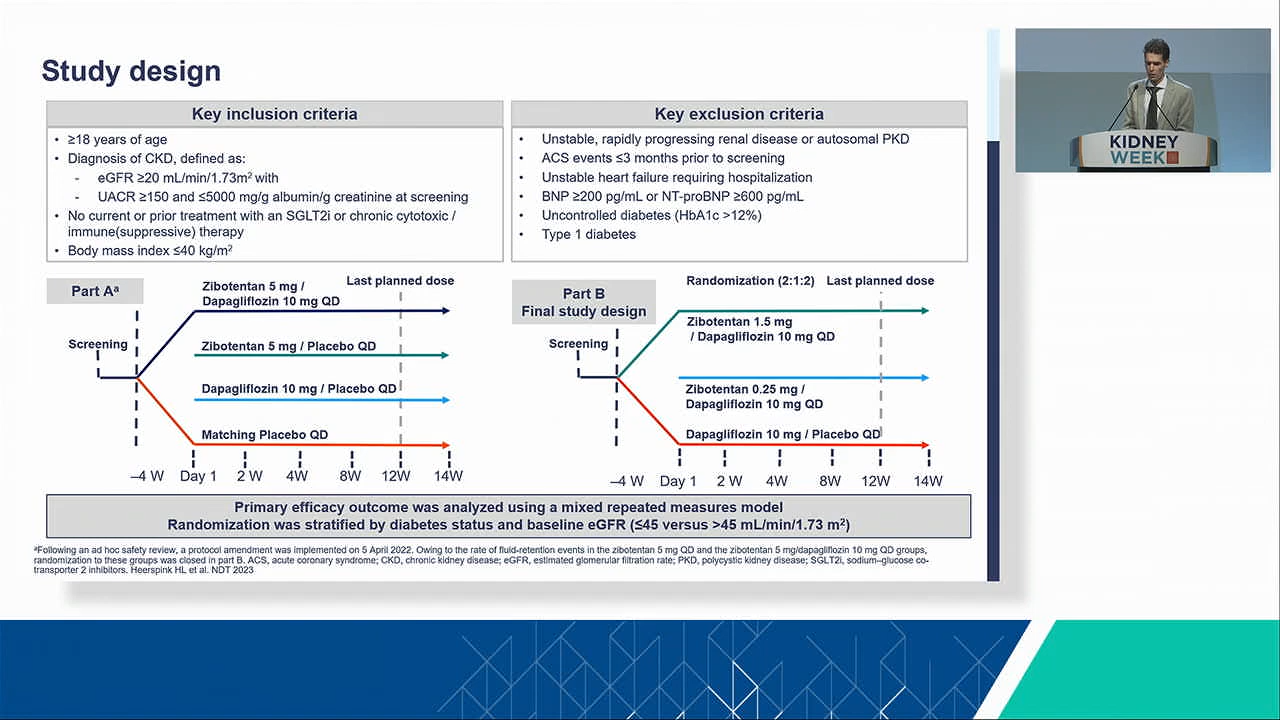 Study design
Key inclusion criteria
• ≥18 years of age
• Diagnosis of CKD, defined as:
- eGFR ≥20 mL/min/1.73m² with
- UACR ≥150 and ≤5000 mg/g albumin/g creatinine at screening
• No current or prior treatment with an SGLT2i or chronic cytotoxic /
immune(suppressive) therapy
• Body mass index ≤40 kg/m²
Key exclusion criteria
• Unstable, rapidly progressing renal disease or autosomal PKD
• ACS events ≤3 months prior to screening
• Unstable heart failure requiring hospitalization
• BNP ≥200 pg/mL or NT-proBNP ≥600 pg/mL
• Uncontrolled diabetes (HbA1c >12%)
• Type 1 diabetes
Part Aᵃ
Screening
Zibotentan 5 mg /
Dapagliflozin 10 mg QD
Last planned dose
Zibotentan 5 mg / Placebo QD
Dapagliflozin 10 mg / Placebo QD
Matching Placebo QD
–4 W Day 1 2 W 4W 8W 12W 14W
Part B
Final study design
Screening
Randomization (2:1:2) Last planned dose
Zibotentan 1.5 mg
/ Dapagliflozin 10 mg QD
Zibotentan 0.25 mg /
Dapagliflozin 10 mg QD
Dapagliflozin 10 mg / Placebo QD
–4 W Day 1 2 W 4W 8W 12W 14W
Primary efficacy outcome was analyzed using a mixed repeated measures model
Randomization was stratified by diabetes status and baseline eGFR (≤45 versus >45 mL/min/1.73 m²)
ᵃFollowing an ad hoc safety review, a protocol amendment was implemented on 5 April 2022. Owing to the rate of fluid-retention events in the zibotentan 5 mg QD and the zibotentan 5 mg/dapagliflozin 10 mg QD groups,
randomization to these groups was closed in part B. ACS, acute coronary syndrome; CKD, chronic kidney disease; eGFR, estimated glomerular filtration rate; PKD, polycystic kidney disease; SGLT2i, sodium–glucose co-
transporter 2 inhibitors. Heerspink HL et al. NDT 2023
KIDNEY
WEEK